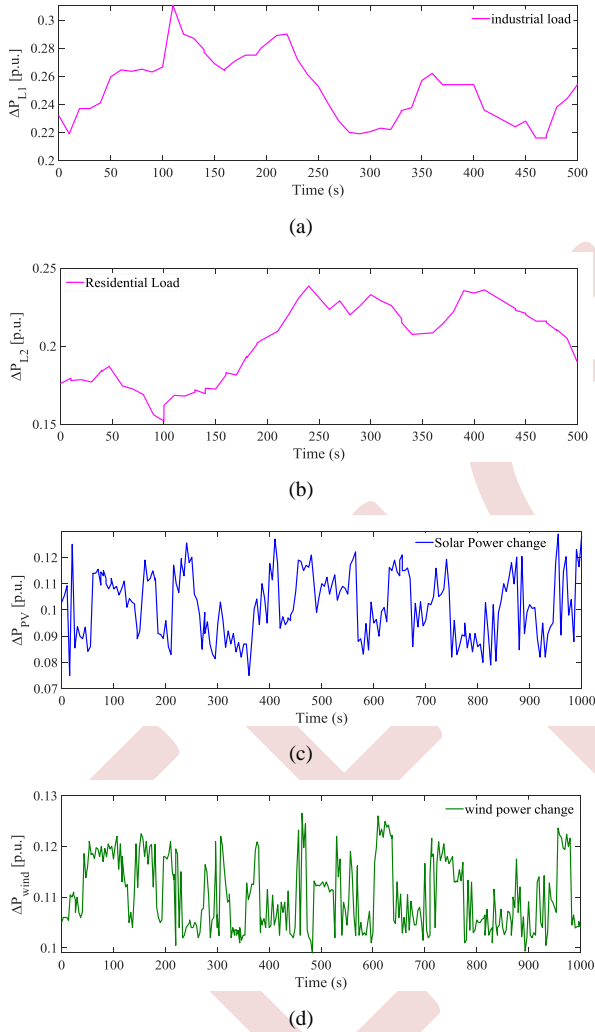 0.3
0.28
0.26
0.24
0.22
0.2
ΔP_L1 [p.u.]
industrial load
0 50 100 150 200 250 300 350 400 450 500
Time (s)
(a)
0.25
0.2
0.15
ΔP_L2 [p.u.]
Residential Load
0 50 100 150 200 250 300 350 400 450 500
Time (s)
(b)
0.12
0.11
0.1
0.09
0.08
0.07
ΔP_PV [p.u.]
Solar Power change
0 100 200 300 400 500 600 700 800 900 1000
Time (s)
(c)
0.13
0.12
0.11
0.1
ΔP_wind [p.u.]
wind power change
0 100 200 300 400 500 600 700 800 900 1000
Time (s)
(d)